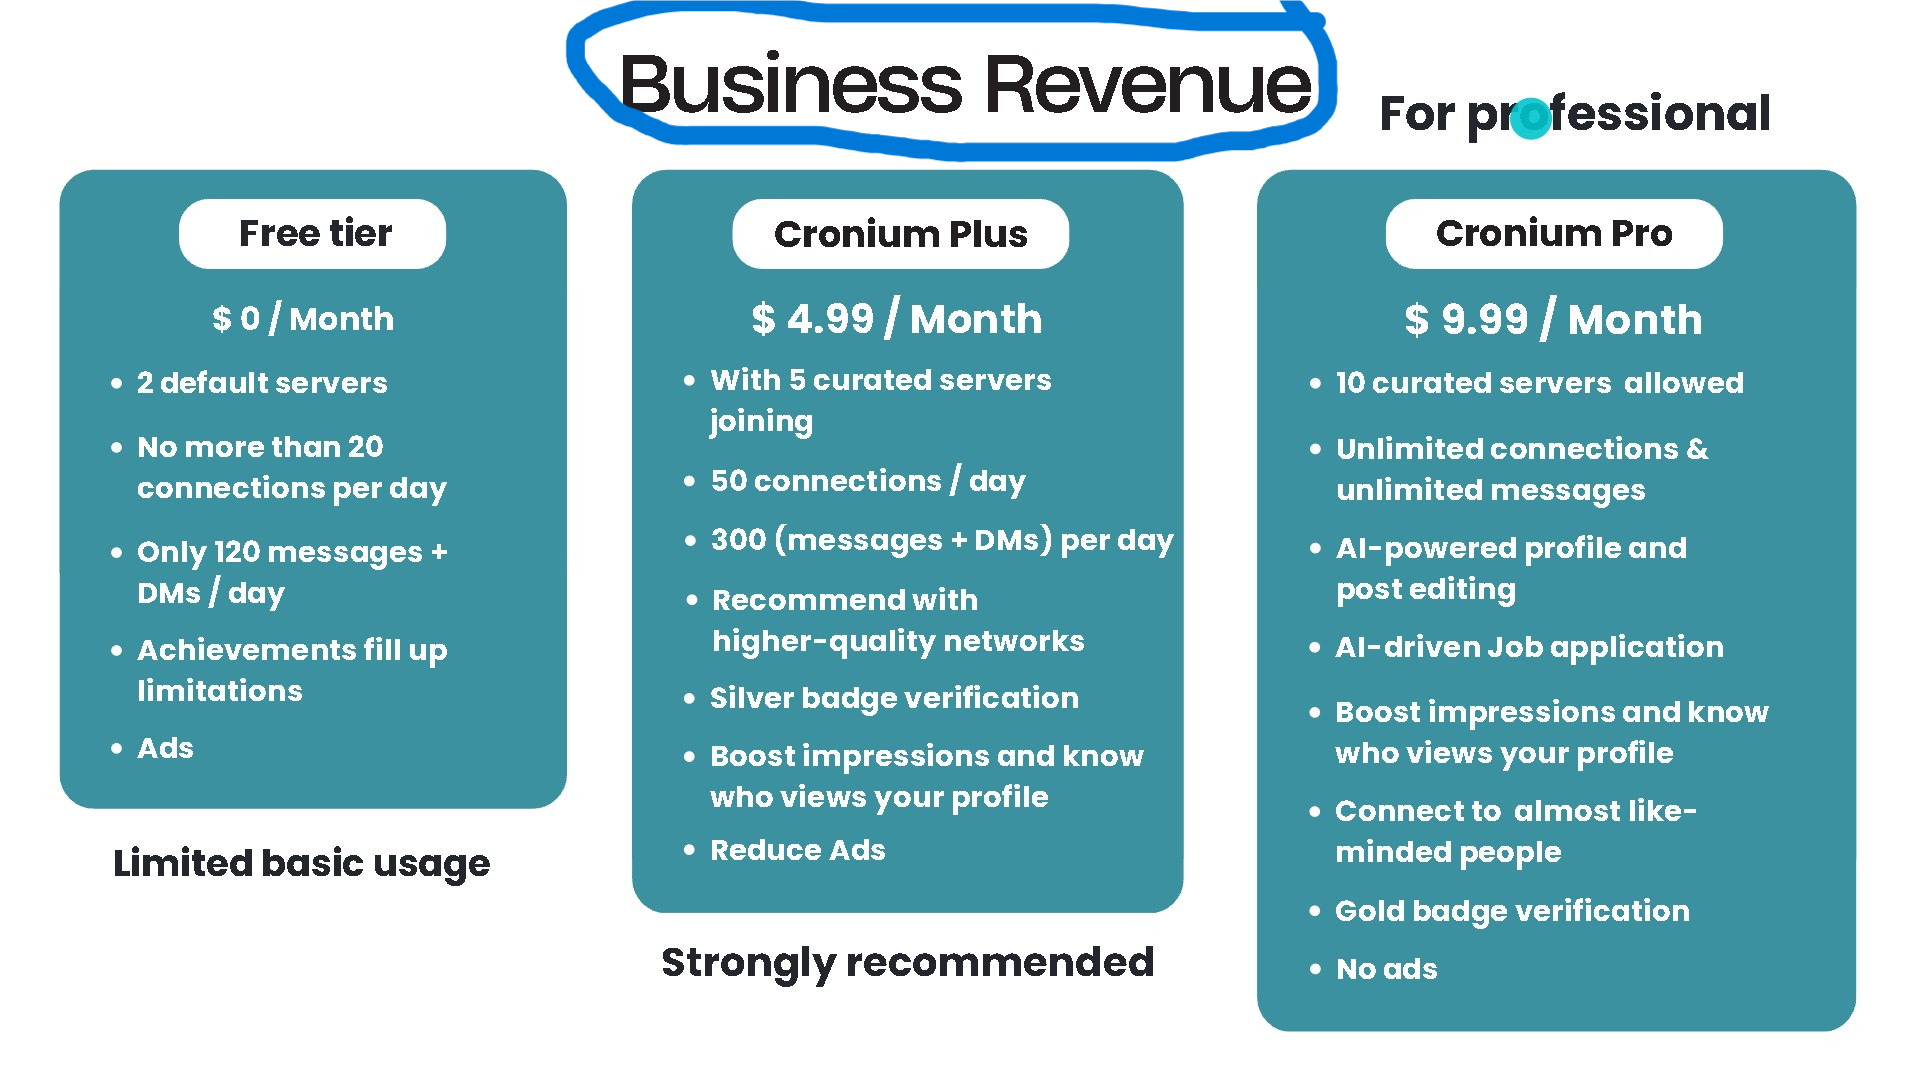 Business Revenue
For professional
Free tier
$ 0 / Month
• 2 default servers
• No more than 20
connections per day
• Only 120 messages +
DMs / day
• Achievements fill up
limitations
• Ads
Limited basic usage
Cronium Plus
$ 4.99 / Month
• With 5 curated servers
joining
• 50 connections / day
• 300 (messages + DMs) per day
• Recommend with
higher-quality networks
• Silver badge verification
• Boost impressions and know
who views your profile
• Reduce Ads
Strongly recommended
Cronium Pro
$ 9.99 / Month
• 10 curated servers allowed
• Unlimited connections &
unlimited messages
• AI-powered profile and
post editing
• AI-driven Job application
• Boost impressions and know
who views your profile
• Connect to almost like-
minded people
• Gold badge verification
• No ads